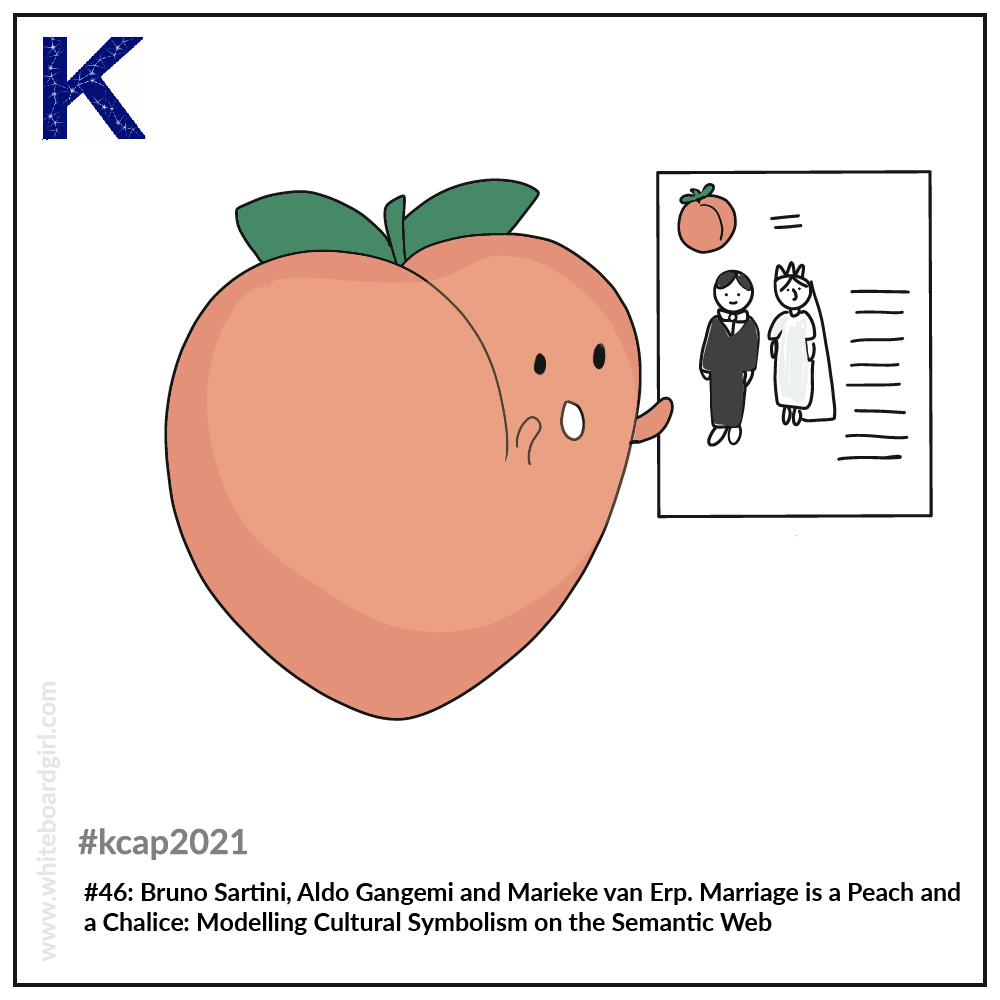 K
=
#kcap2021
#46: Bruno Sartini, Aldo Gangemi and Marieke van Erp. Marriage is a Peach and
a Chalice: Modelling Cultural Symbolism on the Semantic Web
www.whiteboardgirl.com